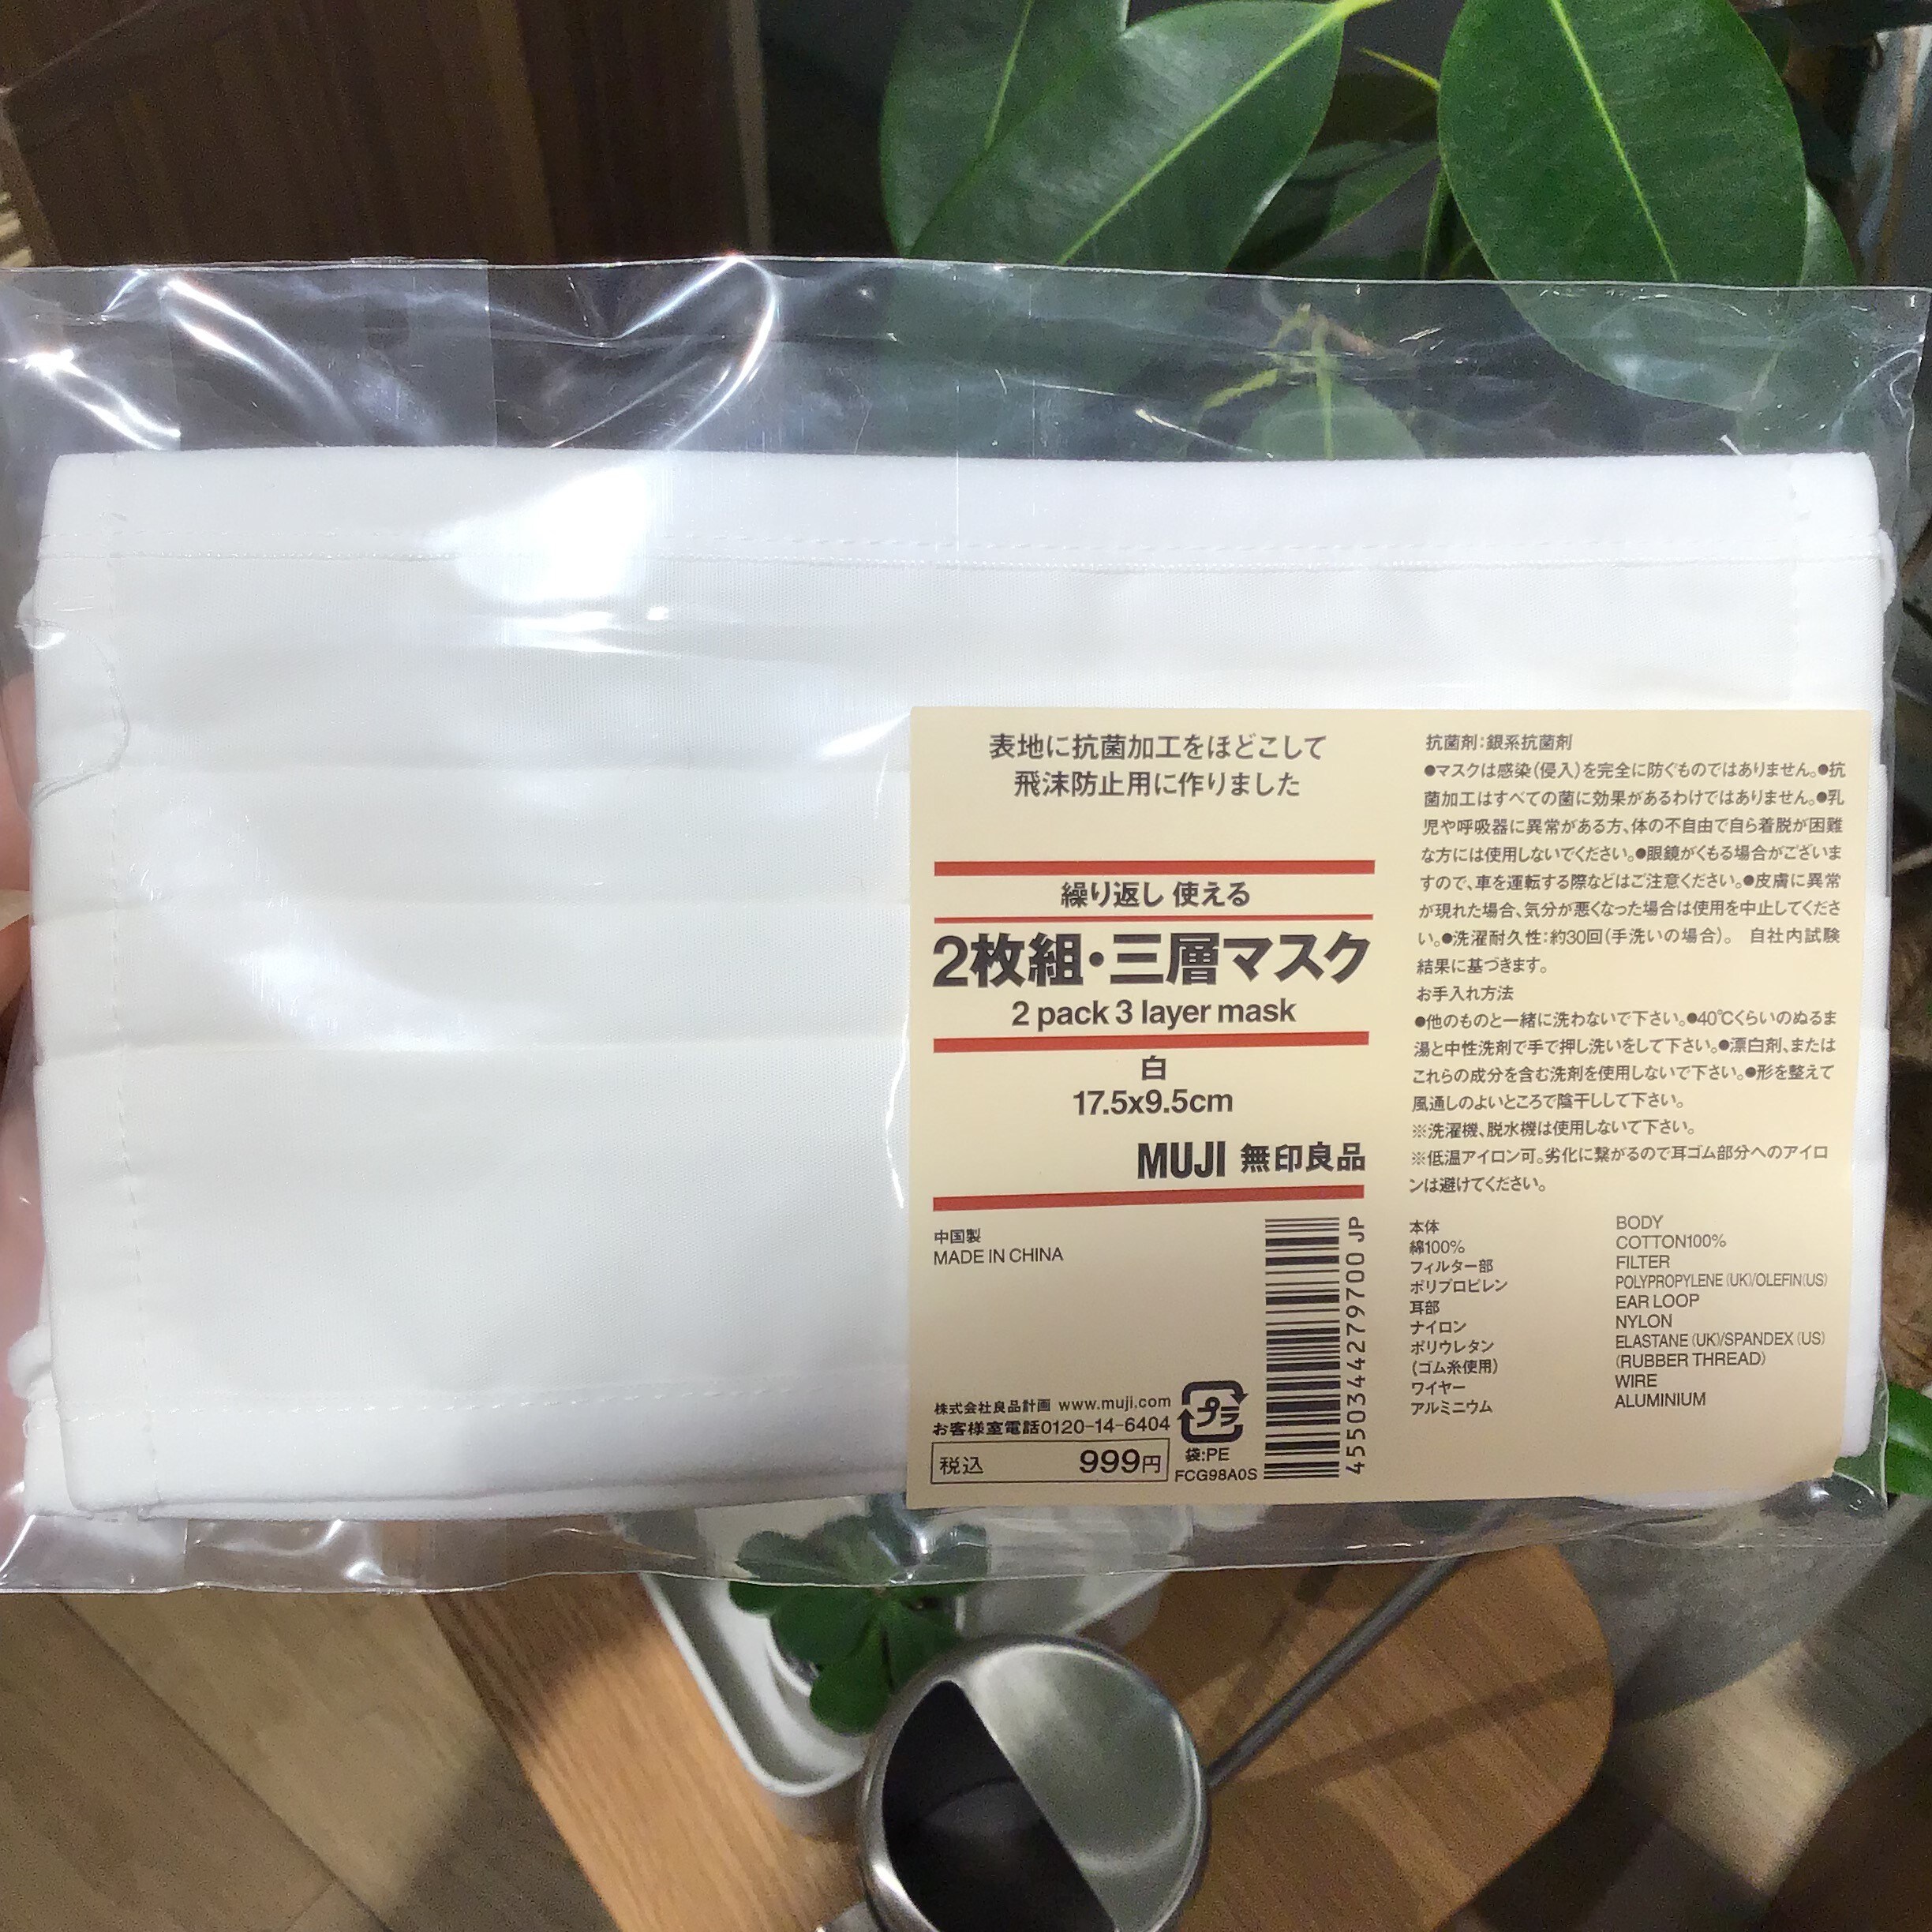 表地に抗菌加工をほどこして
飛沫防止用に作りました
繰り返し 使える
2枚組・三層マスク
2 pack 3 layer mask
白
17.5x9.5cm
MUJI 無印良品
中国製
MADE IN CHINA
株式会社良品計画 www.muji.com
お客様室電話0120-14-6404
税込 999円
プラ
袋:PE
FCG98A0S
4550344279700 JP
抗菌剤：銀系抗菌剤
●マスクは感染（侵入）を完全に防ぐものではありません。●抗
菌加工はすべての菌に効果があるわけではありません。●乳
児や呼吸器に異常がある方、体の不自由で自ら着脱が困難
な方には使用しないでください。●眼鏡がくもる場合がございま
すので、車を運転する際などはご注意ください。●皮膚に異常
が現れた場合、気分が悪くなった場合は使用を中止してくださ
い。●洗濯耐久性：約30回（手洗いの場合）。 自社内試験
結果に基づきます。
お手入れ方法
●他のものと一緒に洗わないで下さい。●40℃くらいのぬるま
湯と中性洗剤で手で押し洗いをして下さい。●漂白剤、または
これらの成分を含む洗剤を使用しないで下さい。●形を整えて
風通しのよいところで陰干しして下さい。
※洗濯機、脱水機は使用しないて下さい。
※低温アイロン可。劣化に繋がるので耳ゴム部分へのアイロ
ンは避けてください。
本体 BODY
綿100% COTTON100%
フィルター部 FILTER
ポリプロピレン POLYPROPYLENE (UK)/OLEFIN(US)
耳部 EAR LOOP
ナイロン NYLON
ポリウレタン ELASTANE (UK)/SPANDEX (US)
(ゴム糸使用) (RUBBER THREAD)
ワイヤー WIRE
アルミニウム ALUMINIUM